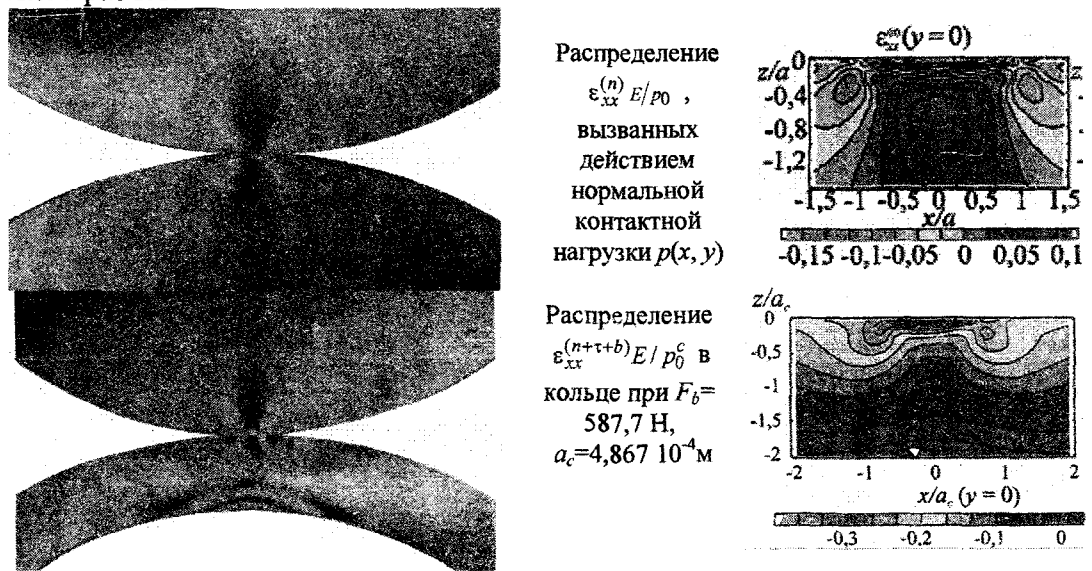 Распределение
ε_xx^(n) E/p₀ ,
вызванных
действием
нормальной
контактной
нагрузки p(x, y)
(y = 0)
z/a 0
-0,4
-0,8
-1,2
-1,5 -1 -0,5 0 0,5 1 1,5
x/a
-0,15 -0,1 -0,05 0 0,05 0,1
z
Распределение
ε_xx^(n+τ+b) E / p₀^c в
кольце при F_b=
587,7 Н,
a_c=4,867 10⁻⁴м
z/a_c
0
-0,5
-1
-1,5
-2
-2 -1 0 1 2
x/a_c (y = 0)
-0,3 -0,2 -0,1 0